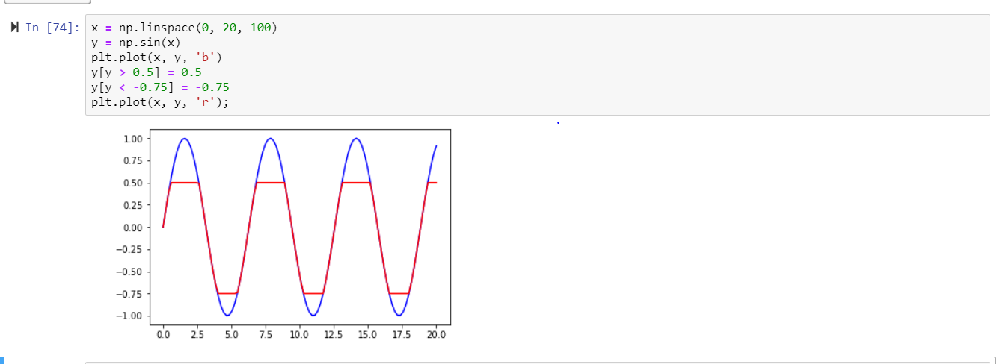 In [74]:
x = np.linspace(0, 20, 100)
y = np.sin(x)
plt.plot(x, y, 'b')
y[y > 0.5] = 0.5
y[y < -0.75] = -0.75
plt.plot(x, y, 'r');
1.00
0.75
0.50
0.25
0.00
−0.25
−0.50
−0.75
−1.00
0.0 2.5 5.0 7.5 10.0 12.5 15.0 17.5 20.0